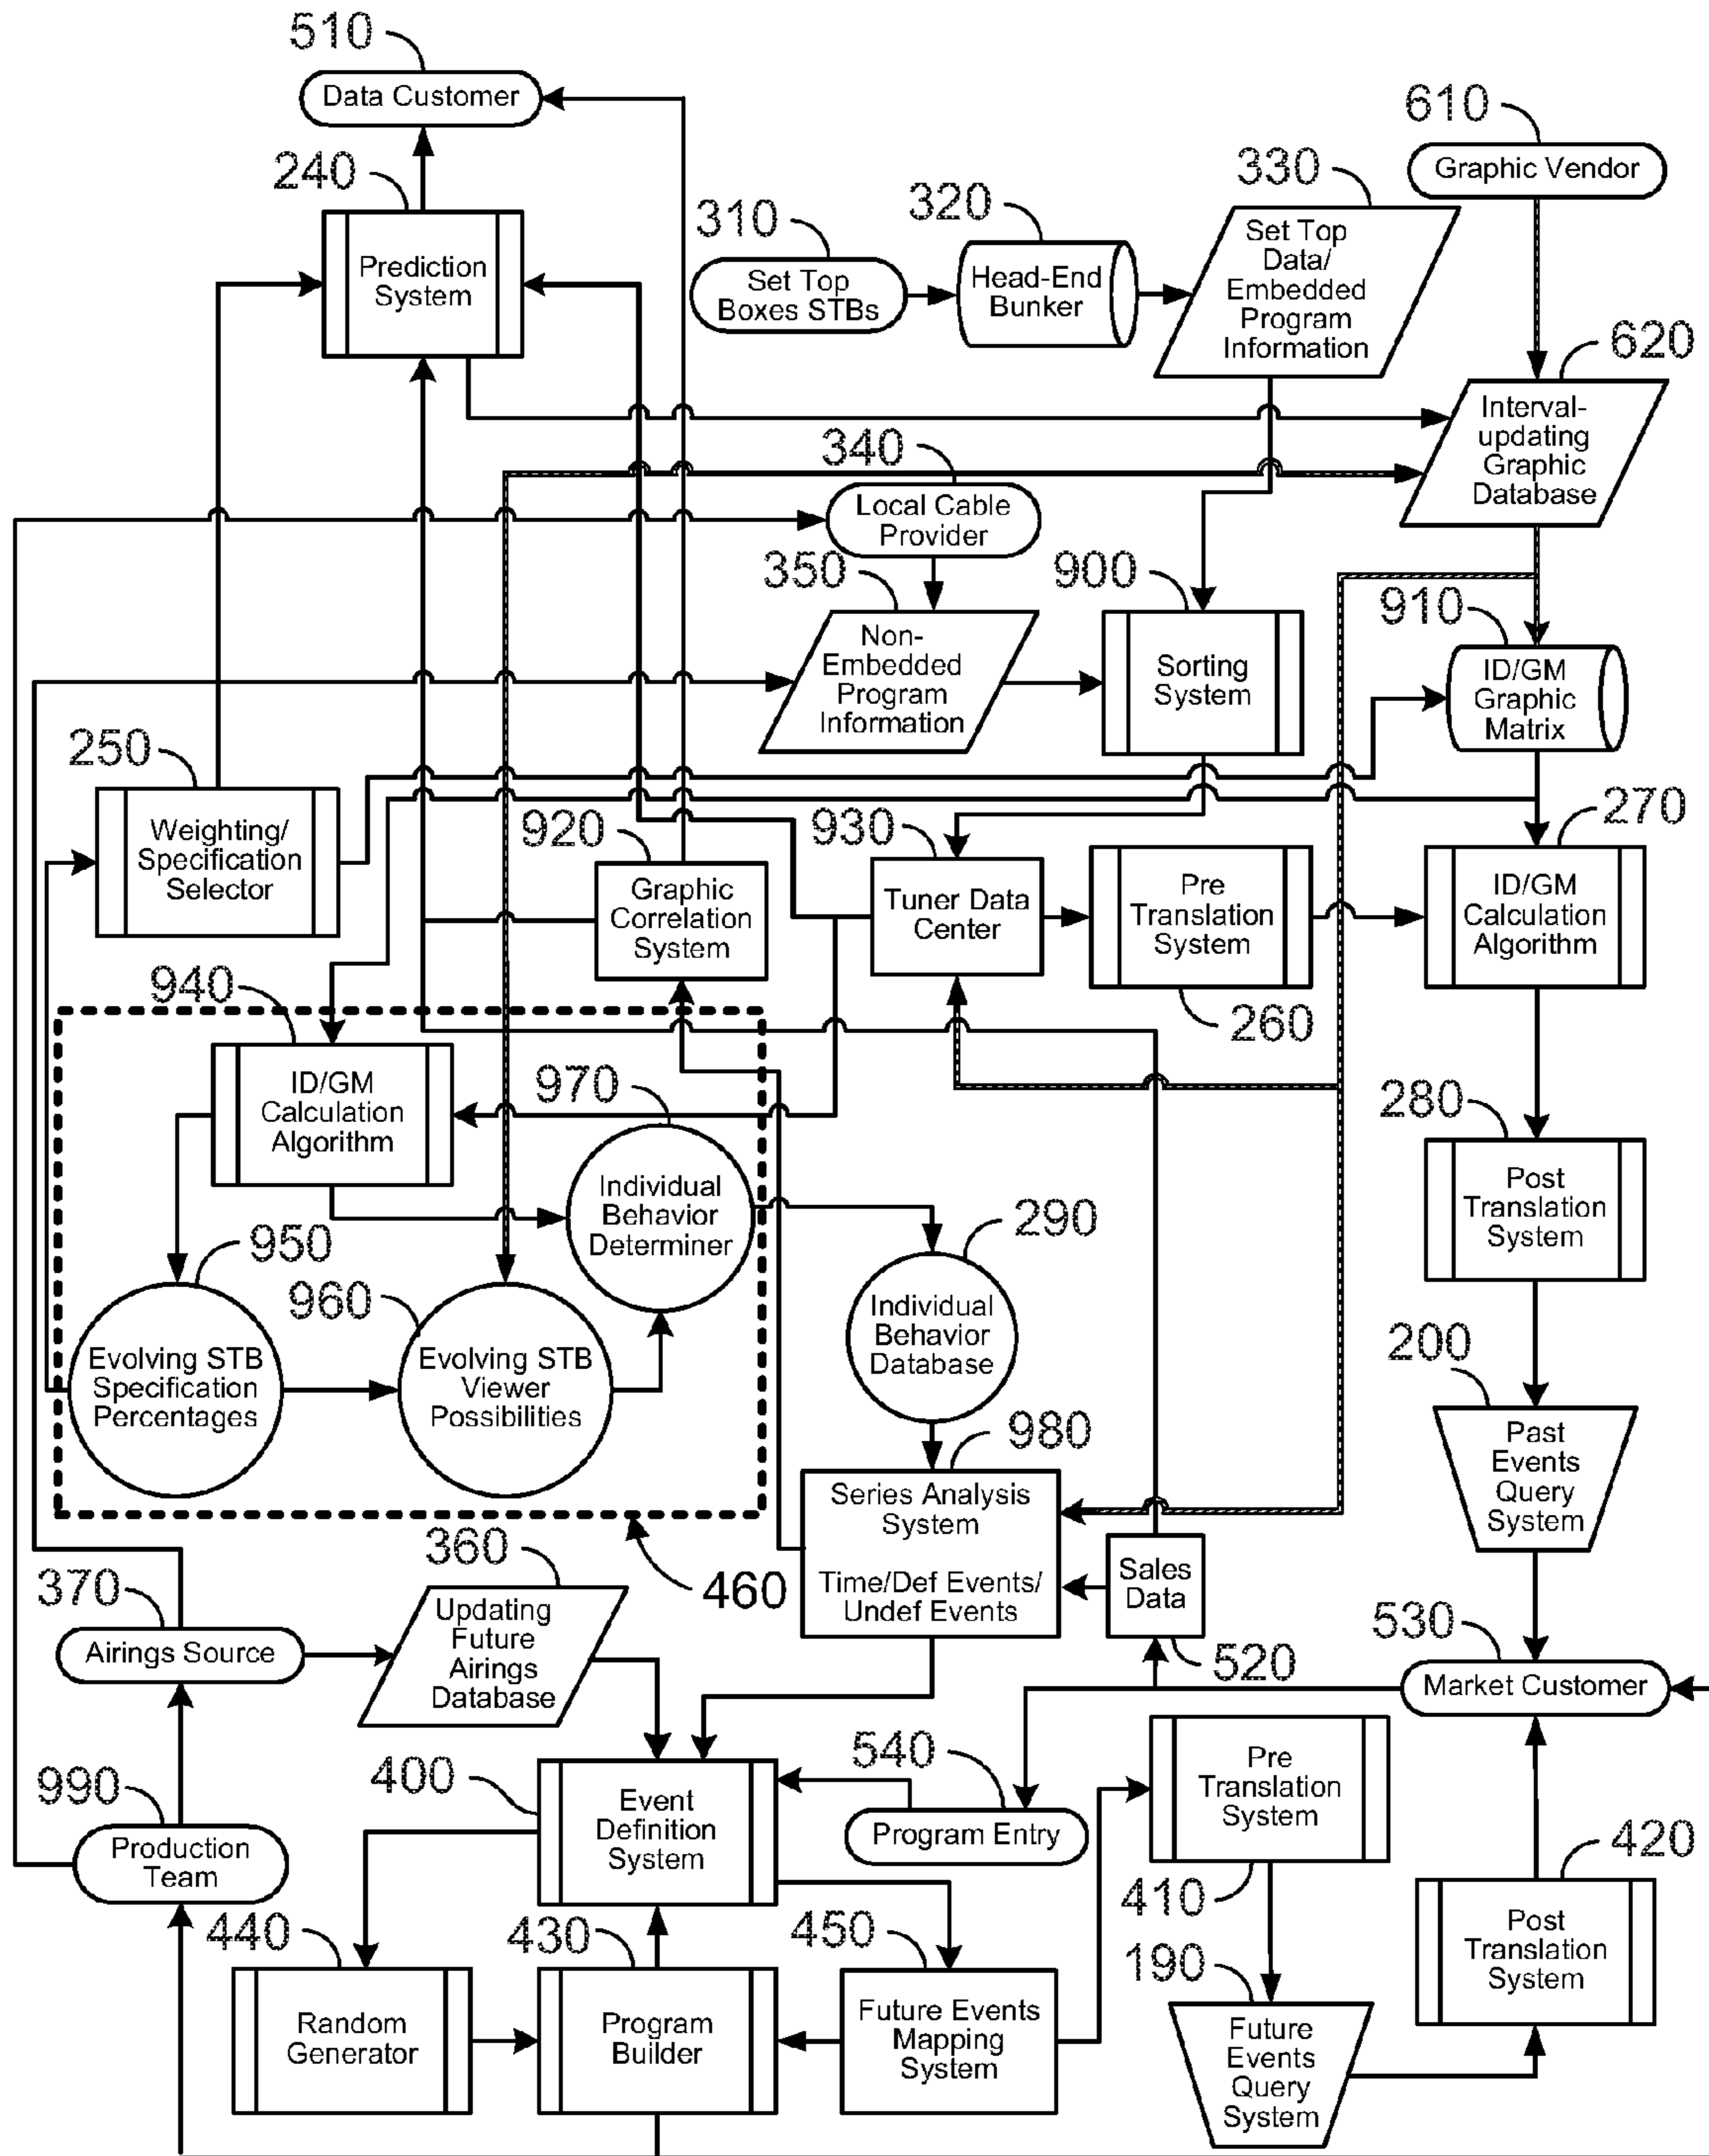 510
Data Customer
610
Graphic Vendor
240
330
320
310
Prediction
System
Set Top
Boxes STBs
Head-End
Bunker
Set Top
Data/
Embedded
Program
Information
620
Interval-
updating
Graphic
Database
340
Local Cable
Provider
350
900
910
Non-
Embedded
Program
Information
Sorting
System
ID/GM
Graphic
Matrix
250
Weighting/
Specification
Selector
920
930
270
Graphic
Correlation
System
Tuner Data
Center
Pre
Translation
System
ID/GM
Calculation
Algorithm
260
940
ID/GM
Calculation
Algorithm
970
280
Individual
Behavior
Determiner
Post
Translation
System
950
960
290
Evolving STB
Specification
Percentages
Evolving STB
Viewer
Possibilities
Individual
Behavior
Database
200
Past
Events
Query
System
980
Series Analysis
System
Time/Def Events/
Undef Events
360
460
Sales
Data
370
Airings Source
Updating
Future
Airings
Database
520
530
Market Customer
990
Production
Team
400
Event
Definition
System
540
Program Entry
Pre
Translation
System
410
420
Post
Translation
System
440
430
450
190
Random
Generator
Program
Builder
Future Events
Mapping
System
Future
Events
Query
System